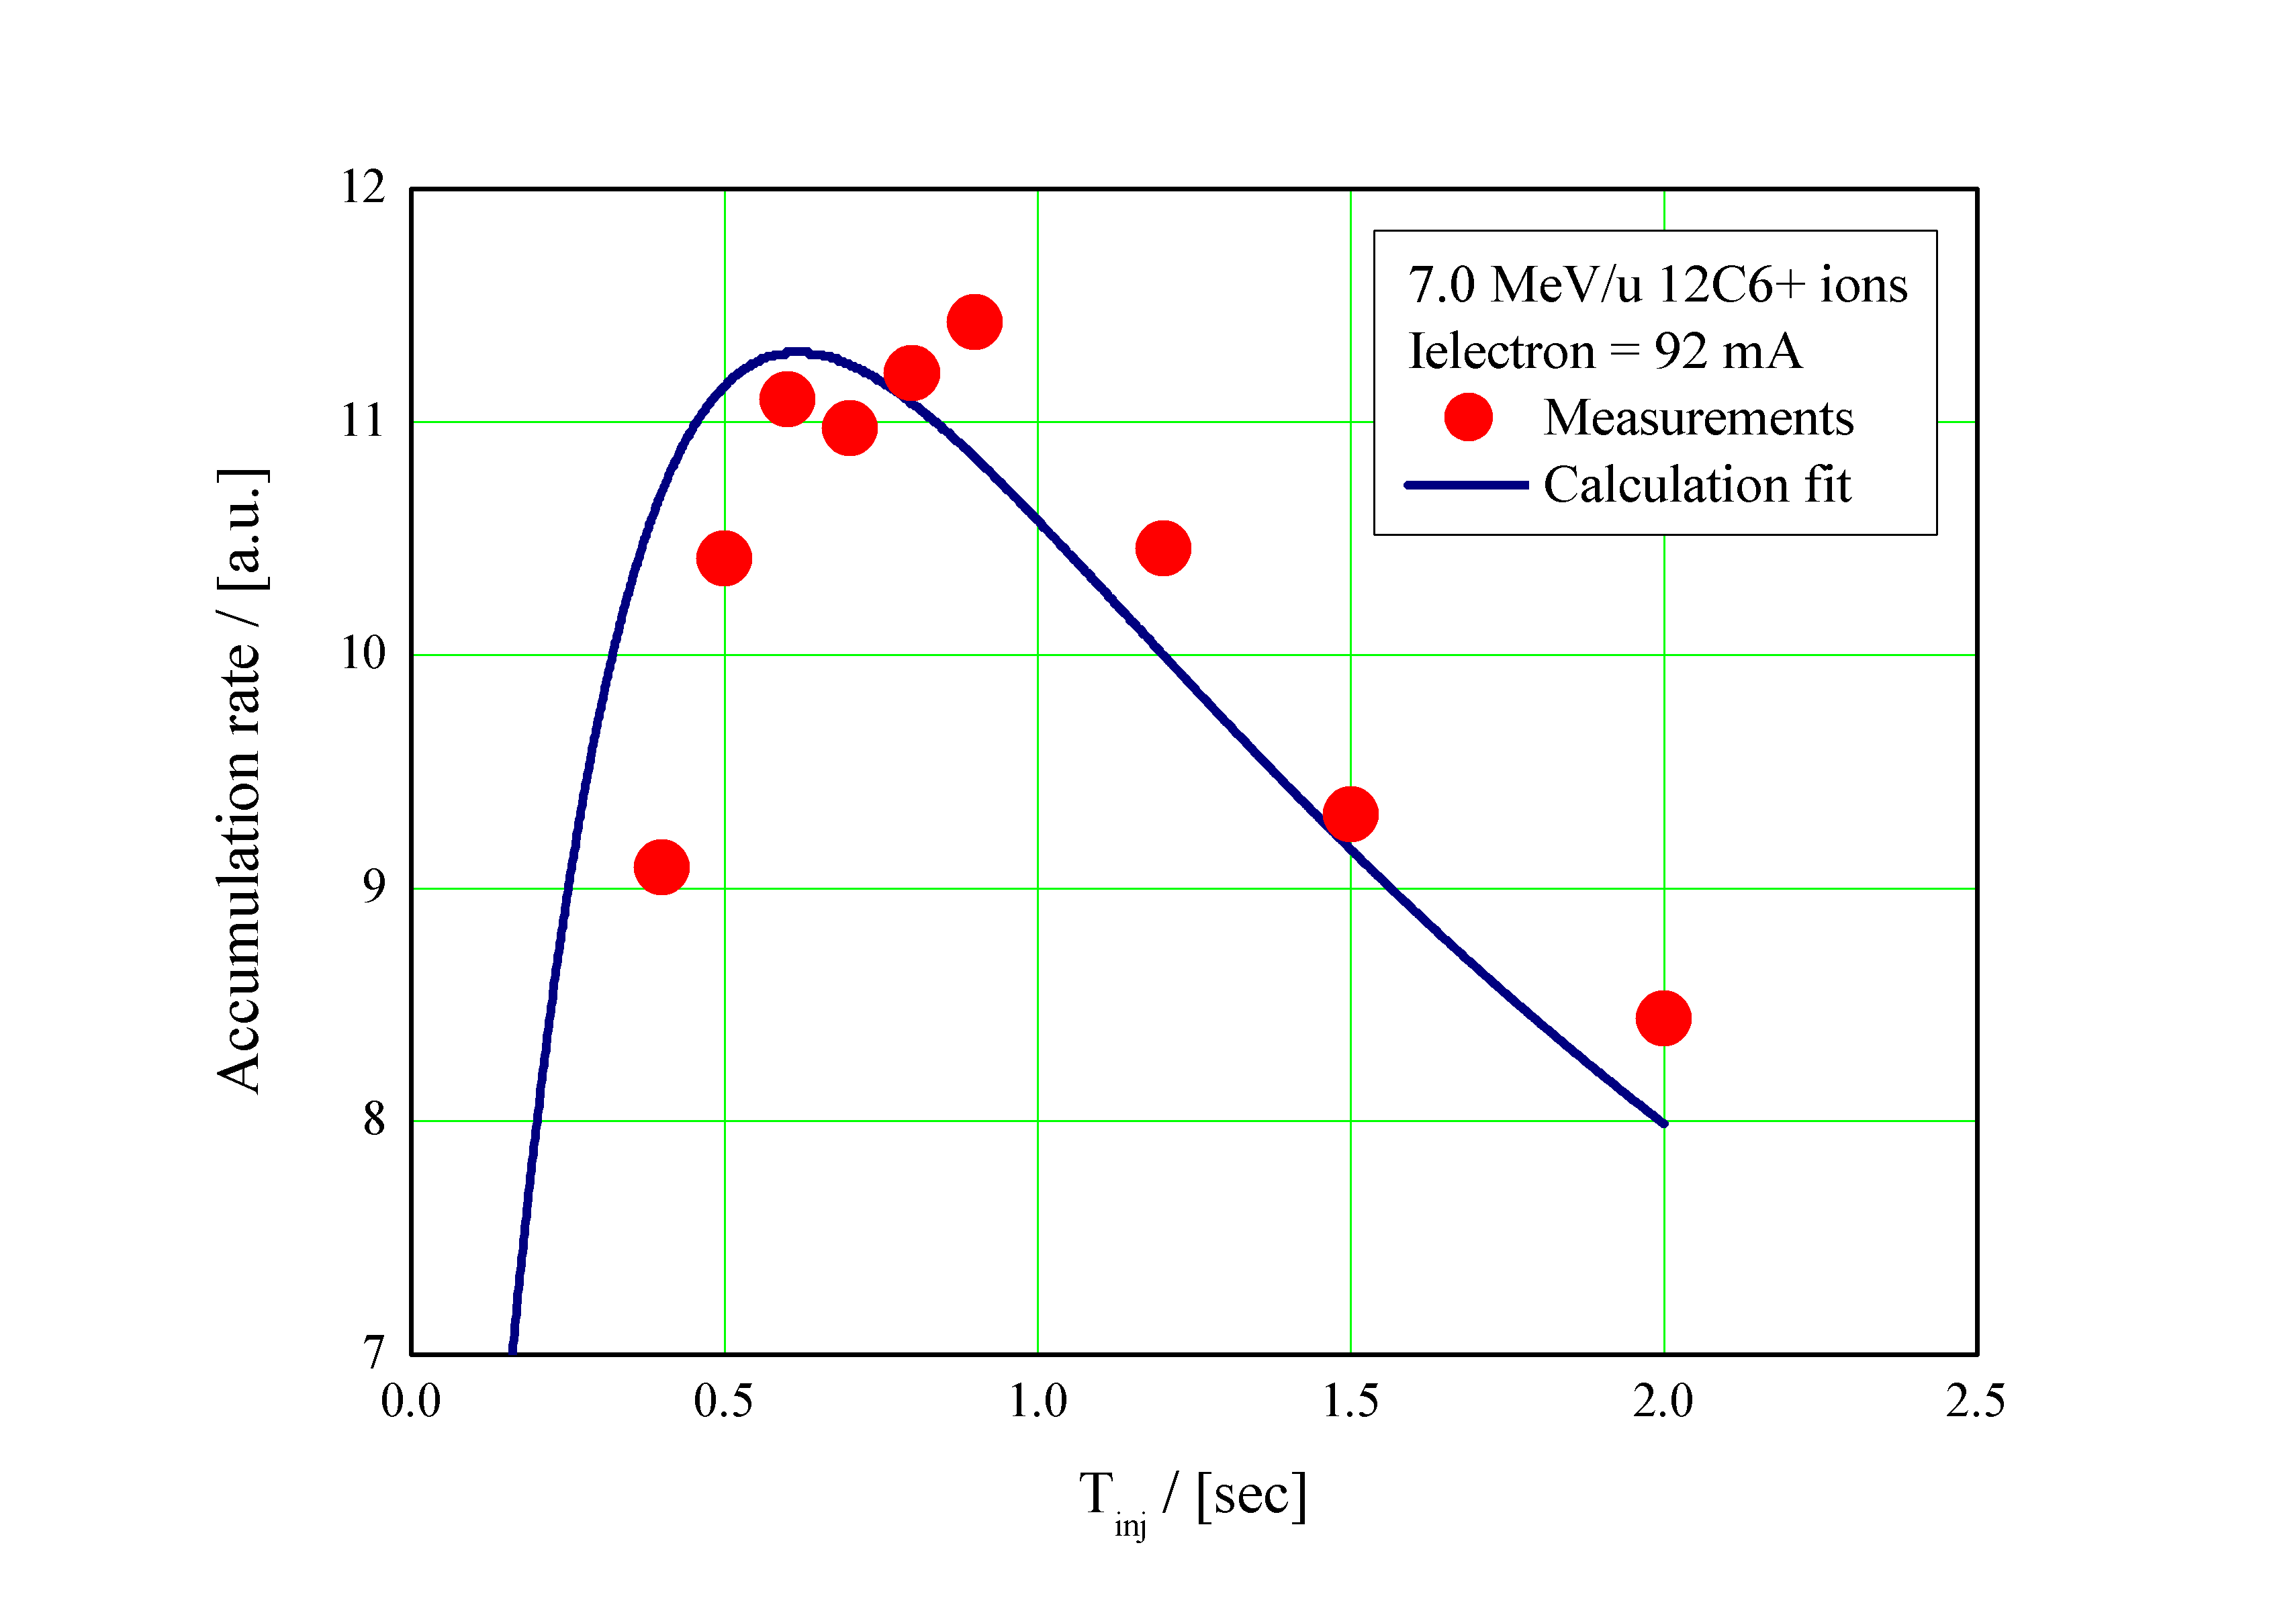 12
11
10
9
8
7
0.0 0.5 1.0 1.5 2.0 2.5
Accumulation rate / [a.u.]
T_inj / [sec]
7.0 MeV/u 12C6+ ions
Ielectron = 92 mA
Measurements
Calculation fit